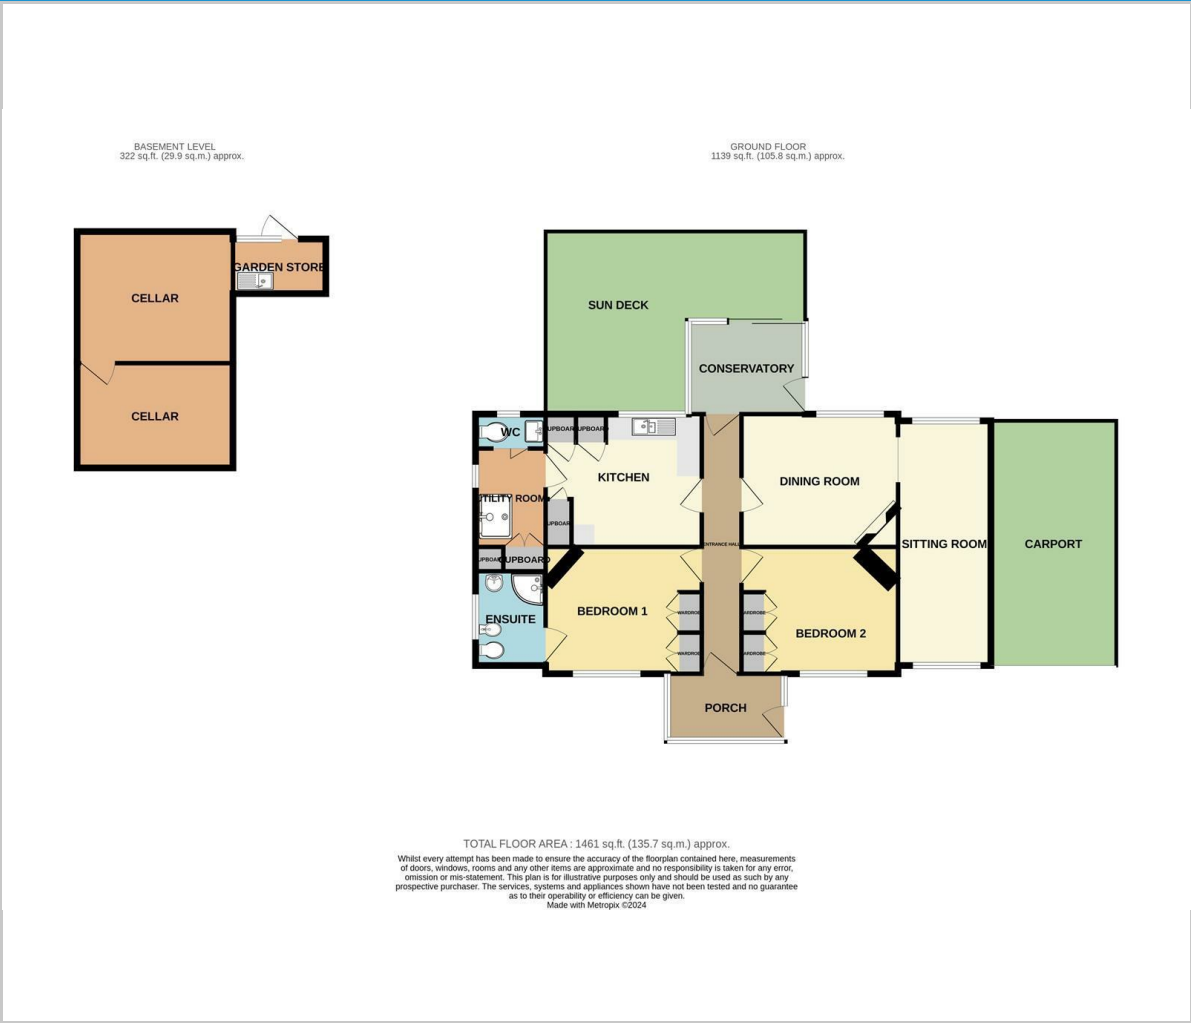 BASEMENT LEVEL
322 sq.ft. (29.9 sq.m.) approx.
GROUND FLOOR
1139 sq.ft. (105.8 sq.m.) approx.
GARDEN STORE
CELLAR
CELLAR
SUN DECK
CONSERVATORY
WC
UPBOAR
UPBOARD
KITCHEN
DINING ROOM
UTILITY ROOM
UPBOAR
ENTRANCE HALL
SITTING ROOM
CARPORT
UPBOARD
CUPBOARD
BEDROOM 1
WARDROBE
WARDROBE
ENSUITE
WARDROBE
WARDROBE
BEDROOM 2
PORCH
TOTAL FLOOR AREA : 1461 sq.ft. (135.7 sq.m.) approx.
Whilst every attempt has been made to ensure the accuracy of the floorplan contained here, measurements
of doors, windows, rooms and any other items are approximate and no responsibility is taken for any error,
omission or mis-statement. This plan is for illustrative purposes only and should be used as such by any
prospective purchaser. The services, systems and appliances shown have not been tested and no guarantee
as to their operability or efficiency can be given.
Made with Metropix ©2024